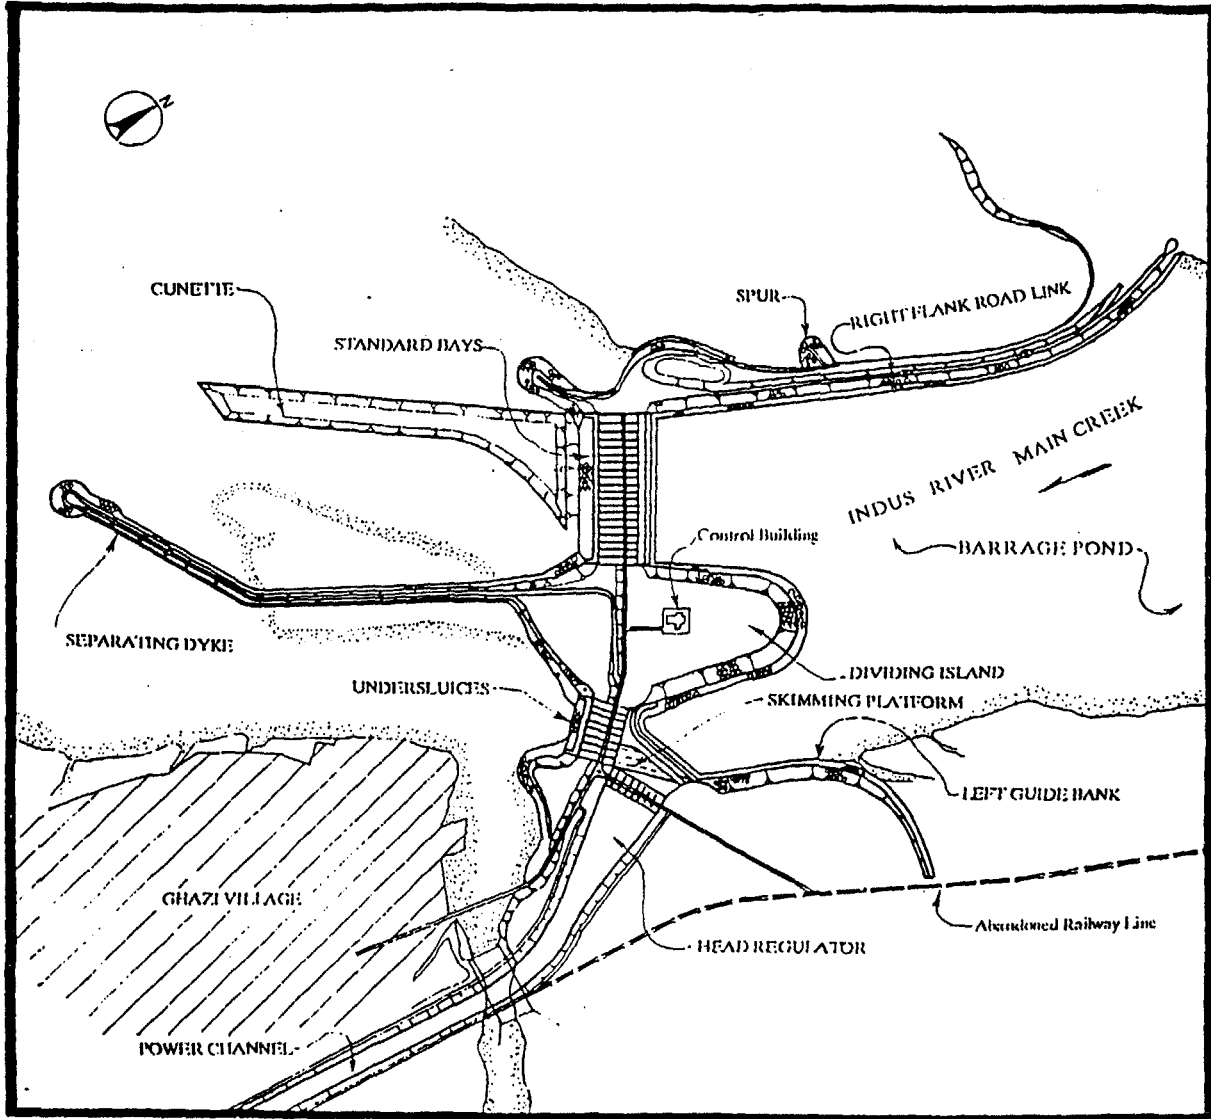 N
CUNETTE
SPUR
RIGHT FLANK ROAD LINK
STANDARD BAYS
INDUS RIVER MAIN CREEK
Control Building
BARRAGE POND
SEPARATING DYKE
DIVIDING ISLAND
UNDERSLUICES
SKIMMING PLATFORM
LEFT GUIDE BANK
GHAZI VILLAGE
Abandoned Railway Line
HEAD REGULATOR
POWER CHANNEL